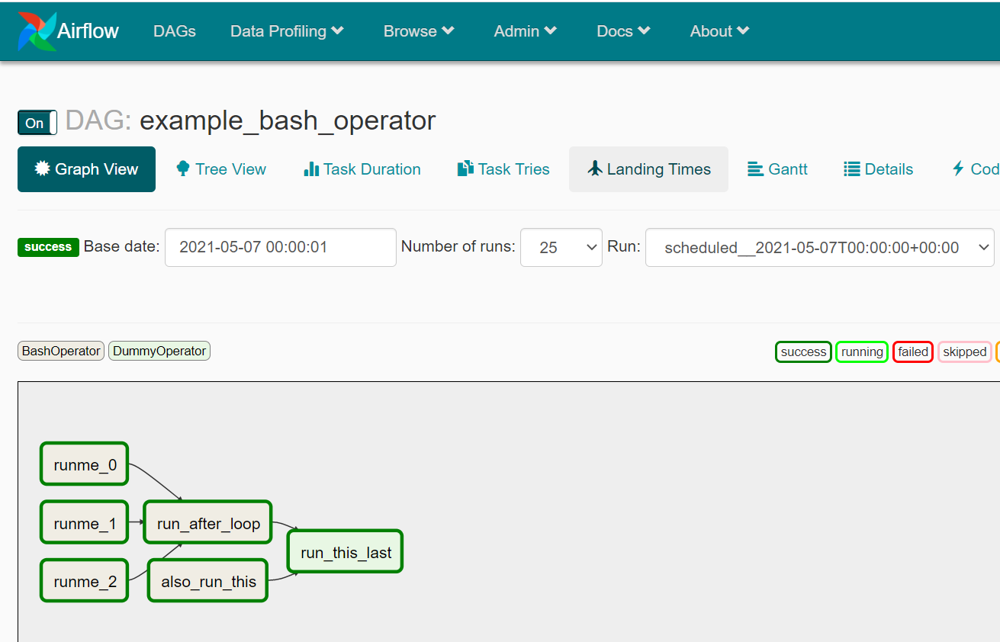 Airflow DAGs Data Profiling Browse Admin Docs About
On DAG: example_bash_operator
Graph View Tree View Task Duration Task Tries Landing Times Gantt Details Cod
success Base date: 2021-05-07 00:00:01 Number of runs: 25 Run: scheduled__2021-05-07T00:00:00+00:00
BashOperator DummyOperator success running failed skipped
runme_0
runme_1 run_after_loop
run_this_last
runme_2 also_run_this